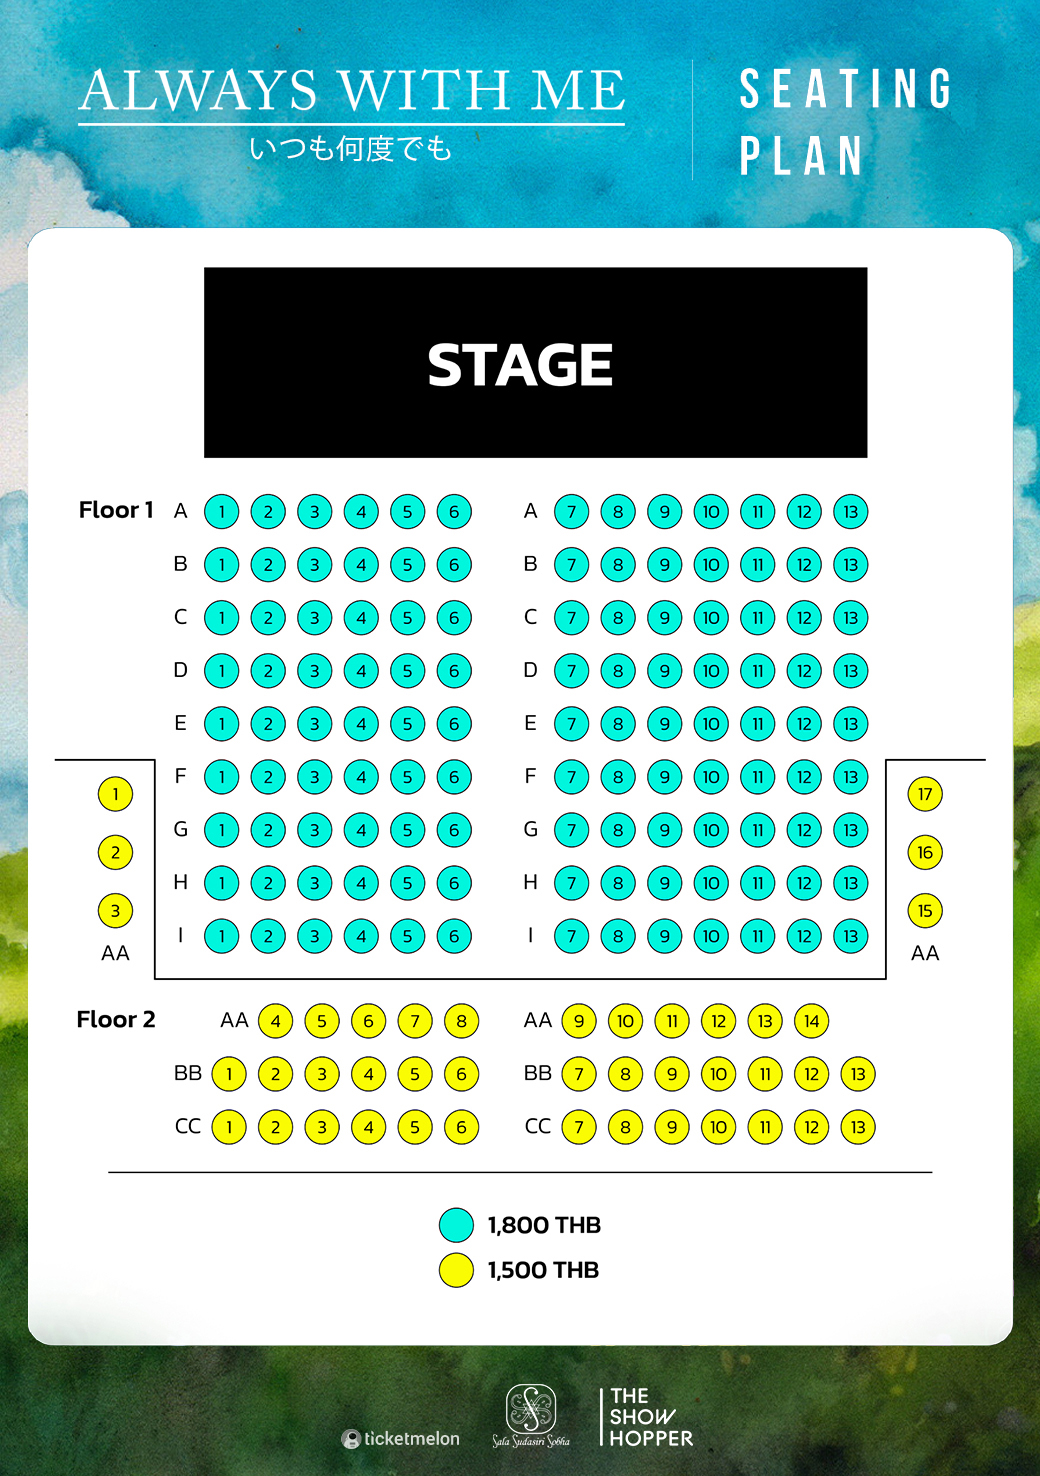 ALWAYS WITH ME
いつも何度でも
SEATING
PLAN
STAGE
Floor 1 A 1 2 3 4 5 6 A 7 8 9 10 11 12 13
B 1 2 3 4 5 6 B 7 8 9 10 11 12 13
C 1 2 3 4 5 6 C 7 8 9 10 11 12 13
D 1 2 3 4 5 6 D 7 8 9 10 11 12 13
E 1 2 3 4 5 6 E 7 8 9 10 11 12 13
F 1 2 3 4 5 6 F 7 8 9 10 11 12 13
1 17
G 1 2 3 4 5 6 G 7 8 9 10 11 12 13
2 16
H 1 2 3 4 5 6 H 7 8 9 10 11 12 13
3 15
I 1 2 3 4 5 6 I 7 8 9 10 11 12 13
AA AA
Floor 2 AA 4 5 6 7 8 AA 9 10 11 12 13 14
BB 1 2 3 4 5 6 BB 7 8 9 10 11 12 13
CC 1 2 3 4 5 6 CC 7 8 9 10 11 12 13
1,800 THB
1,500 THB
ticketmelon
Sala Sudasiri Sobha
THE
SHOW
HOPPER